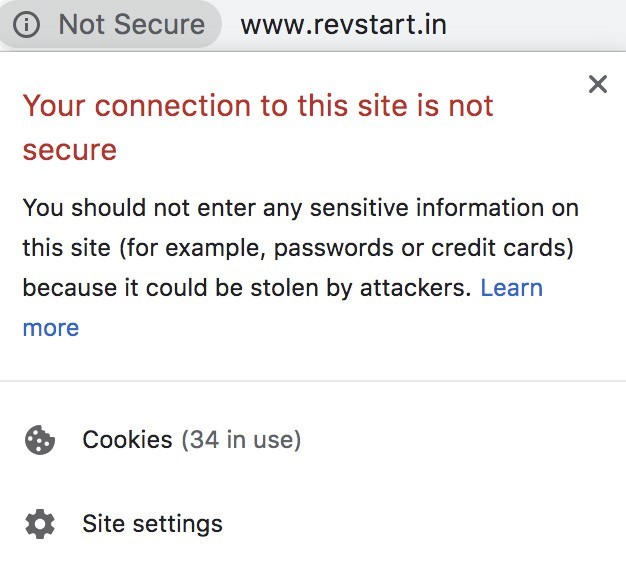 Not Secure www.revstart.in
Your connection to this site is not
secure
You should not enter any sensitive information on
this site (for example, passwords or credit cards)
because it could be stolen by attackers. Learn
more
Cookies (34 in use)
Site settings